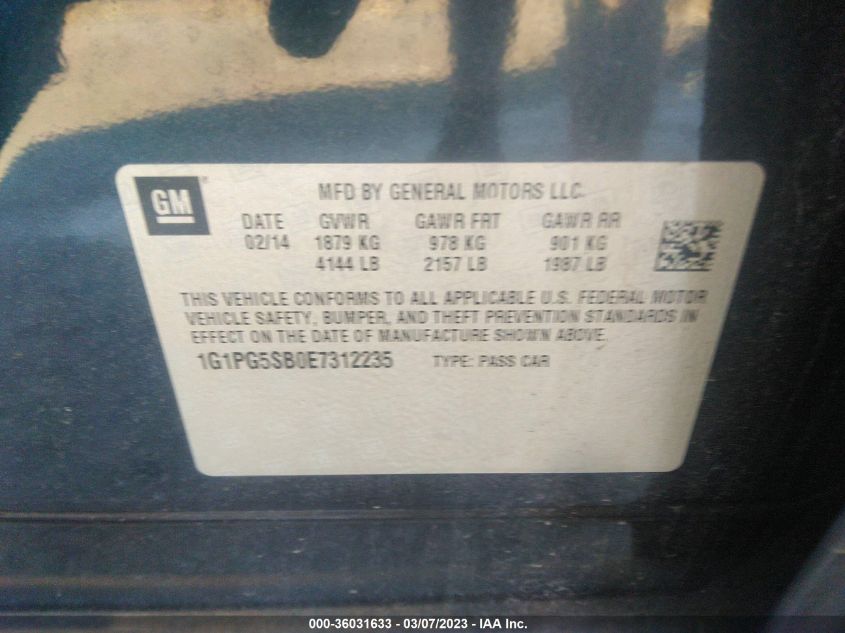 GM
MFD BY GENERAL MOTORS LLC.
DATE GVWR GAWR FRT GAWR RR
02/14 1879 KG 978 KG 901 KG
4144 LB 2157 LB 1987 LB
THIS VEHICLE CONFORMS TO ALL APPLICABLE U.S. FEDERAL MOTOR
VEHICLE SAFETY, BUMPER, AND THEFT PREVENTION STANDARDS IN
EFFECT ON THE DATE OF MANUFACTURE SHOWN ABOVE.
1G1PG5SB0E7312235 TYPE: PASS CAR
000-36031633 — 03/07/2023 — IAA Inc.